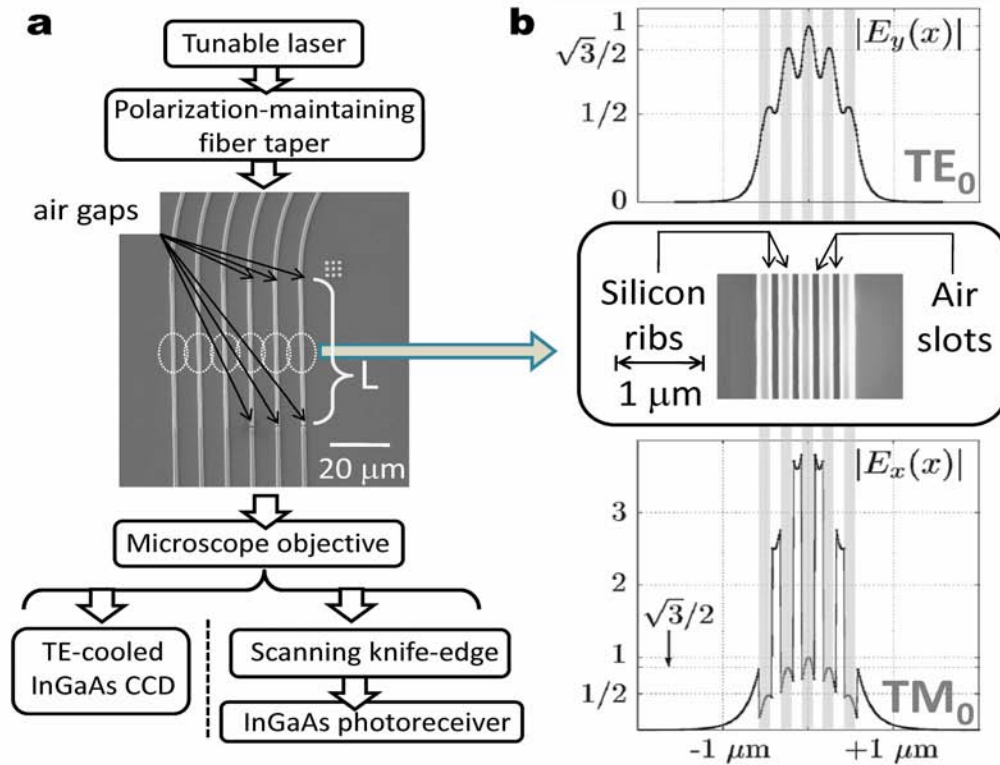 a
Tunable laser
Polarization-maintaining
fiber taper
air gaps
L
20 μm
Microscope objective
TE-cooled
InGaAs CCD
Scanning knife-edge
InGaAs photoreceiver
b
|E_y(x)|
1
√3/2
1/2
0
TE₀
Silicon
ribs
1 μm
Air
slots
|E_x(x)|
3
2
√3/2
1
1/2
TM₀
-1 μm
+1 μm